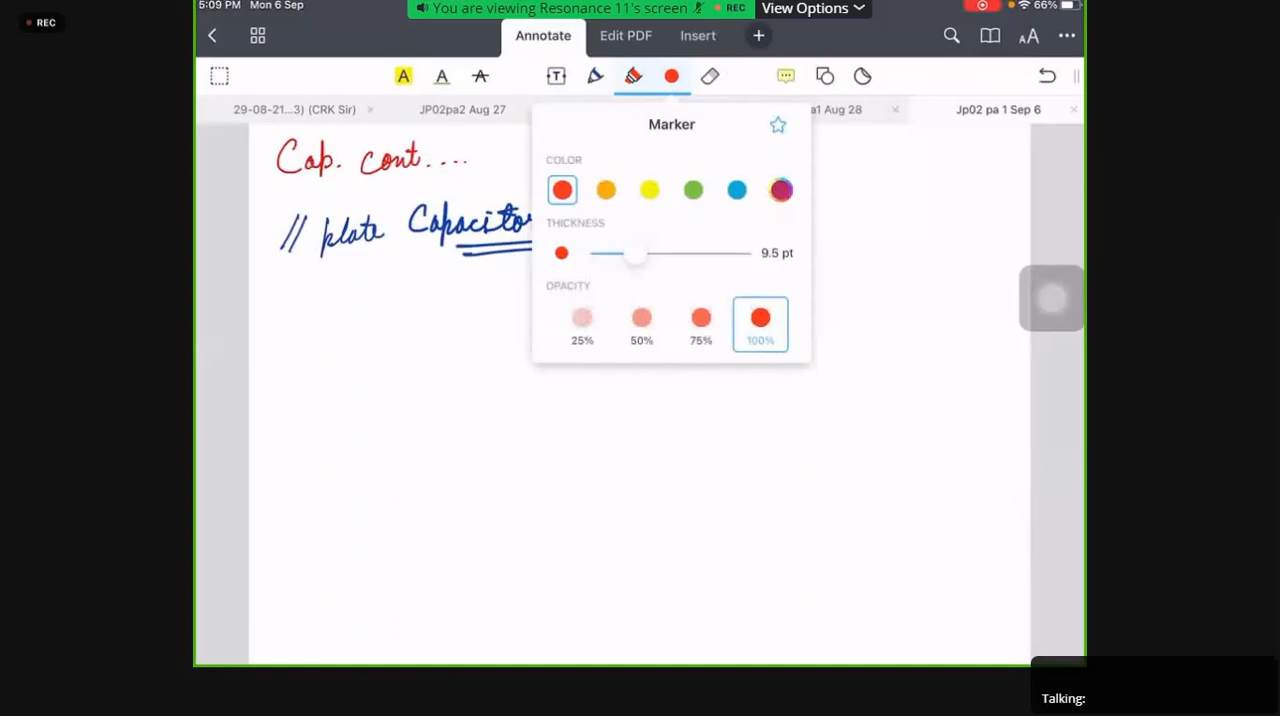 REC
5:09 PM Mon 6 Sep
You are viewing Resonance 11's screen REC View Options
66%
Annotate Edit PDF Insert +
AA
A A A T
29-08-21...3) (CRK Sir) × JP02pa2 Aug 27 a1 Aug 28 × Jp02 pa 1 Sep 6 ×
Cap. cont....
// plate Capacitor
Marker
COLOR
THICKNESS
9.5 pt
OPACITY
25% 50% 75% 100%
Talking: